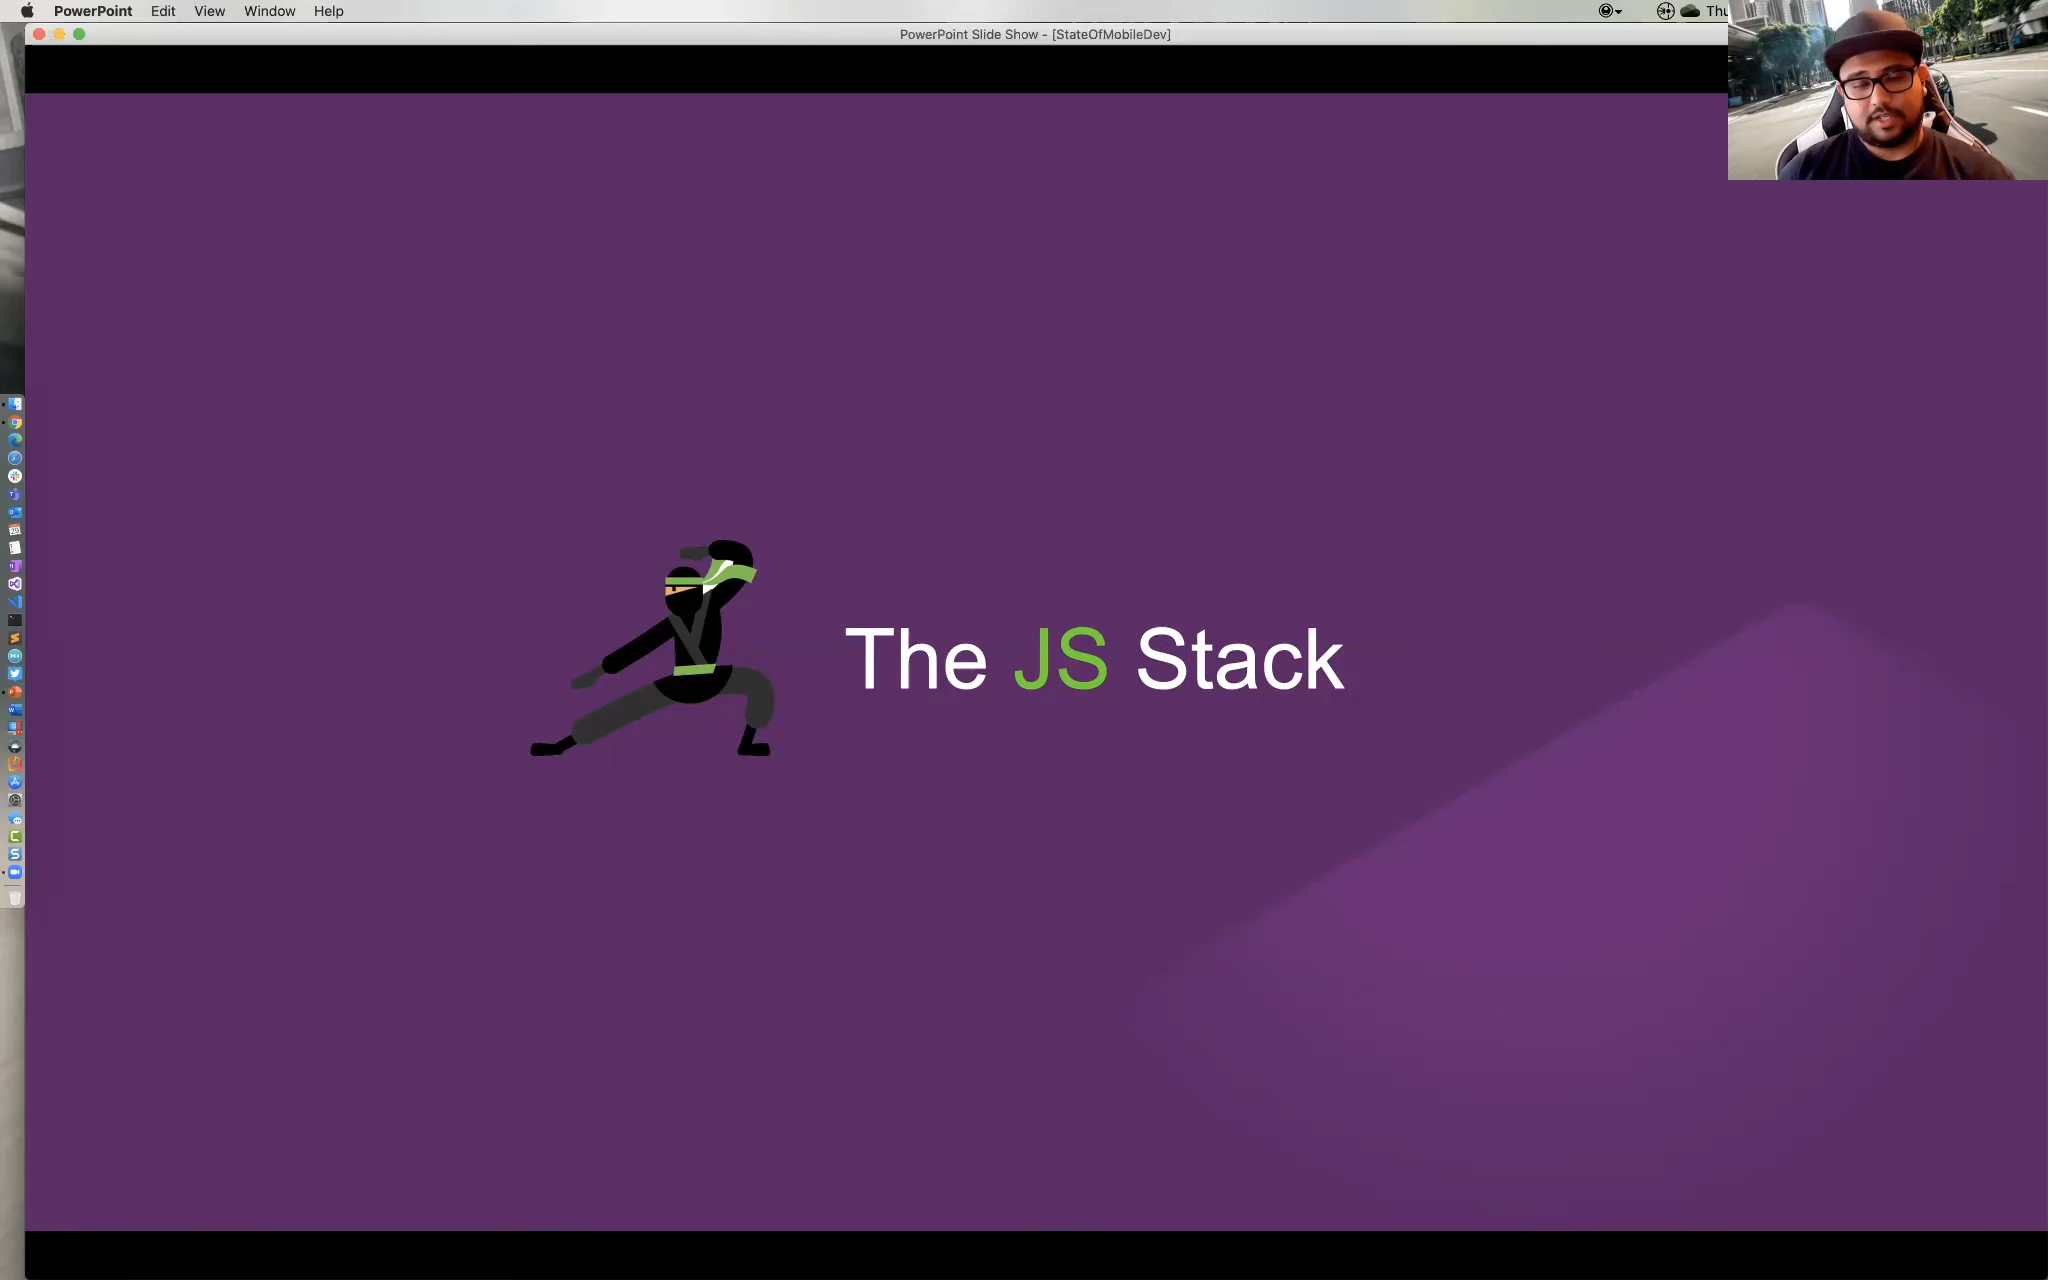 PowerPoint Edit View Window Help Thu
PowerPoint Slide Show - [StateOfMobileDev]
The JS Stack